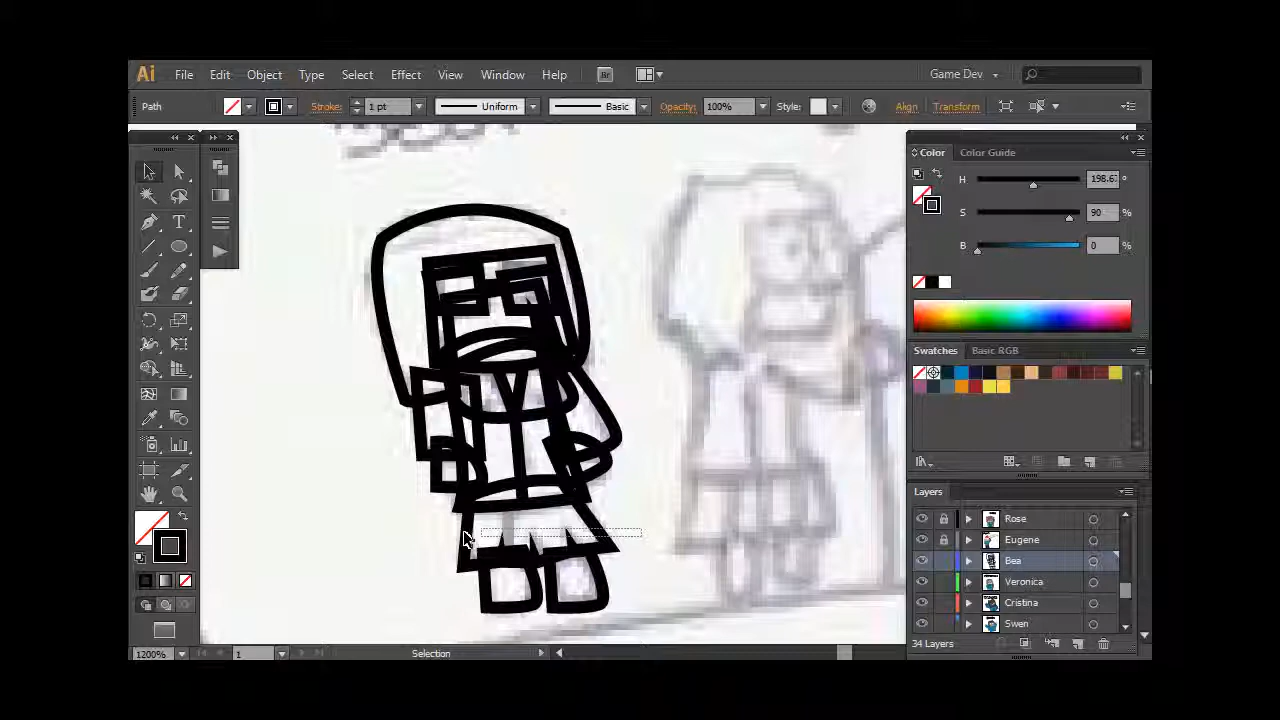 Ai File Edit Object Type Select Effect View Window Help Br Game Dev
Path Stroke: 1 pt Uniform Basic Opacity: 100% Style: Align Transform
Color Color Guide
H 198.6 °
S 90 %
B 0 %
Swatches Basic RGB
Layers
Rose
Eugene
Bea
Veronica
Cristina
Swen
34 Layers
1200% 1 Selection